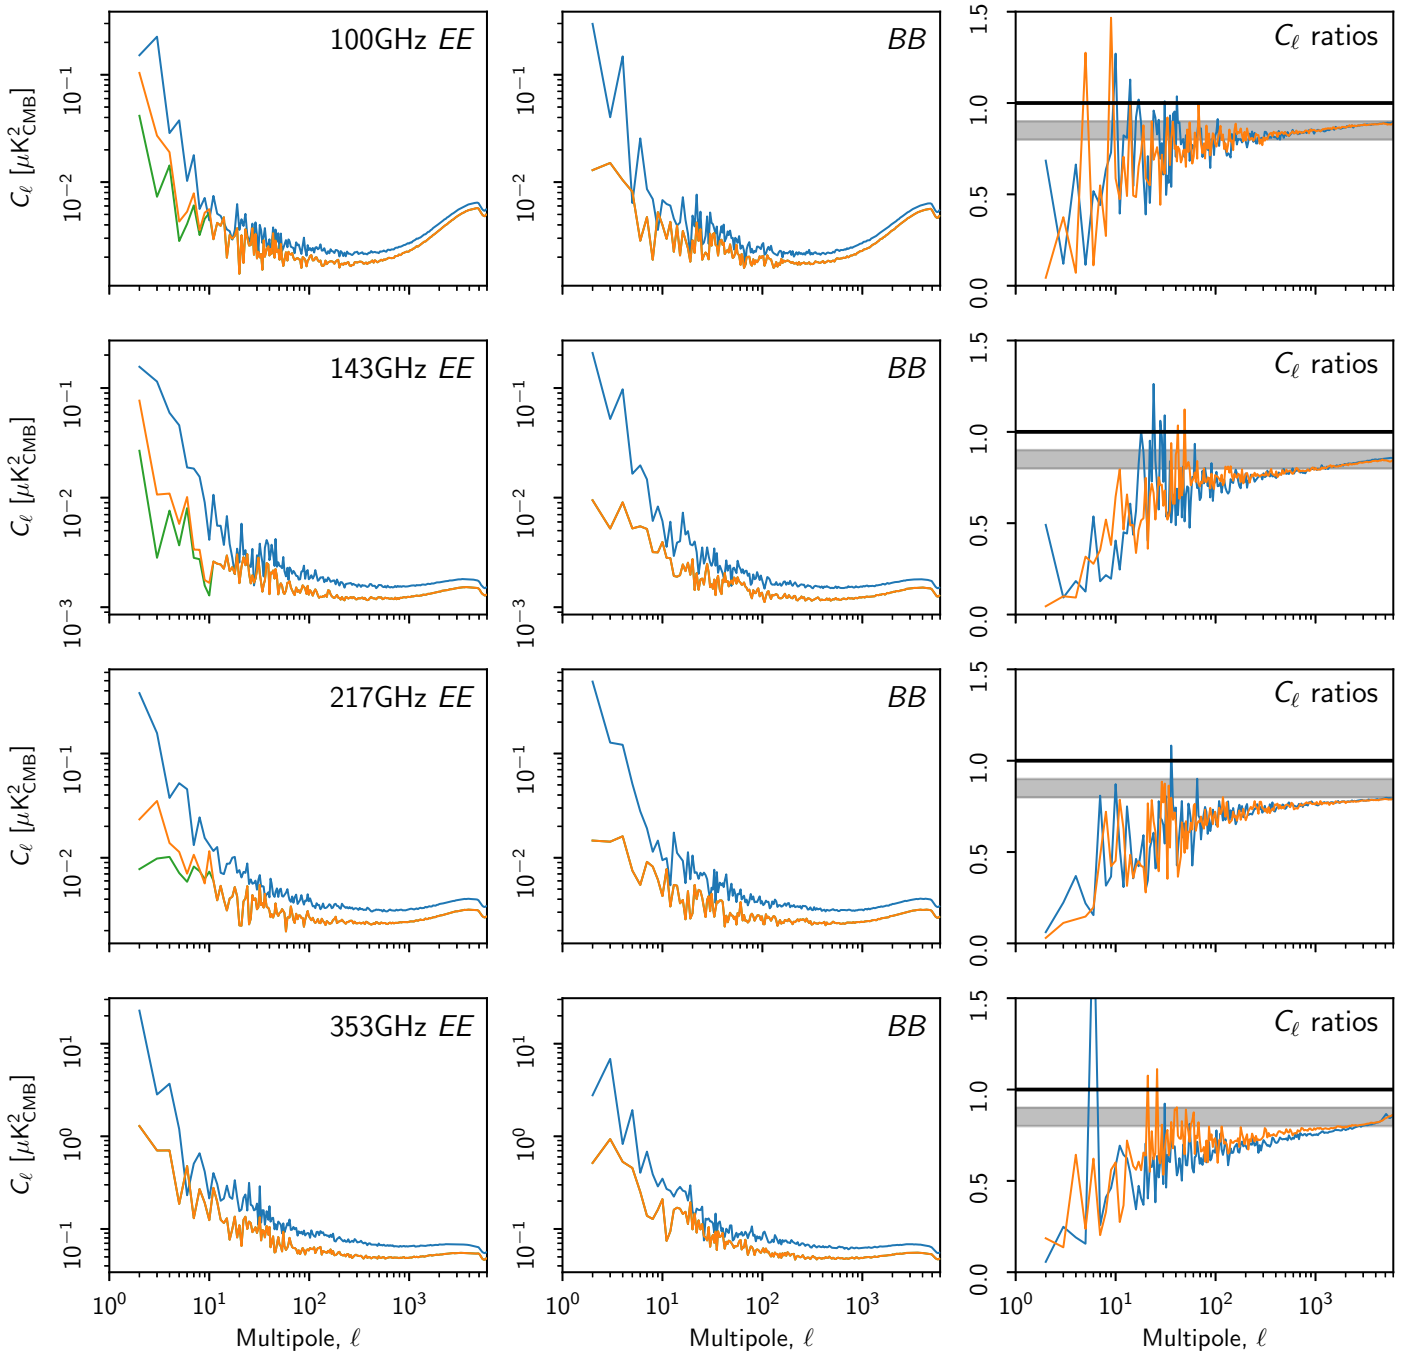 100GHz EE
BB
Cℓ ratios
Cℓ [μK²CMB]
10⁻¹
10⁻²
1.5
1.0
0.5
0.0
143GHz EE
BB
Cℓ ratios
Cℓ [μK²CMB]
10⁻¹
10⁻²
10⁻³
10⁻¹
10⁻²
10⁻³
1.5
1.0
0.5
0.0
217GHz EE
BB
Cℓ ratios
Cℓ [μK²CMB]
10⁻¹
10⁻²
10⁻¹
10⁻²
1.5
1.0
0.5
0.0
353GHz EE
BB
Cℓ ratios
Cℓ [μK²CMB]
10¹
10⁰
10⁻¹
10¹
10⁰
10⁻¹
1.5
1.0
0.5
0.0
10⁰ 10¹ 10² 10³ 10⁰ 10¹ 10² 10³ 10⁰ 10¹ 10² 10³
Multipole, ℓ Multipole, ℓ Multipole, ℓ